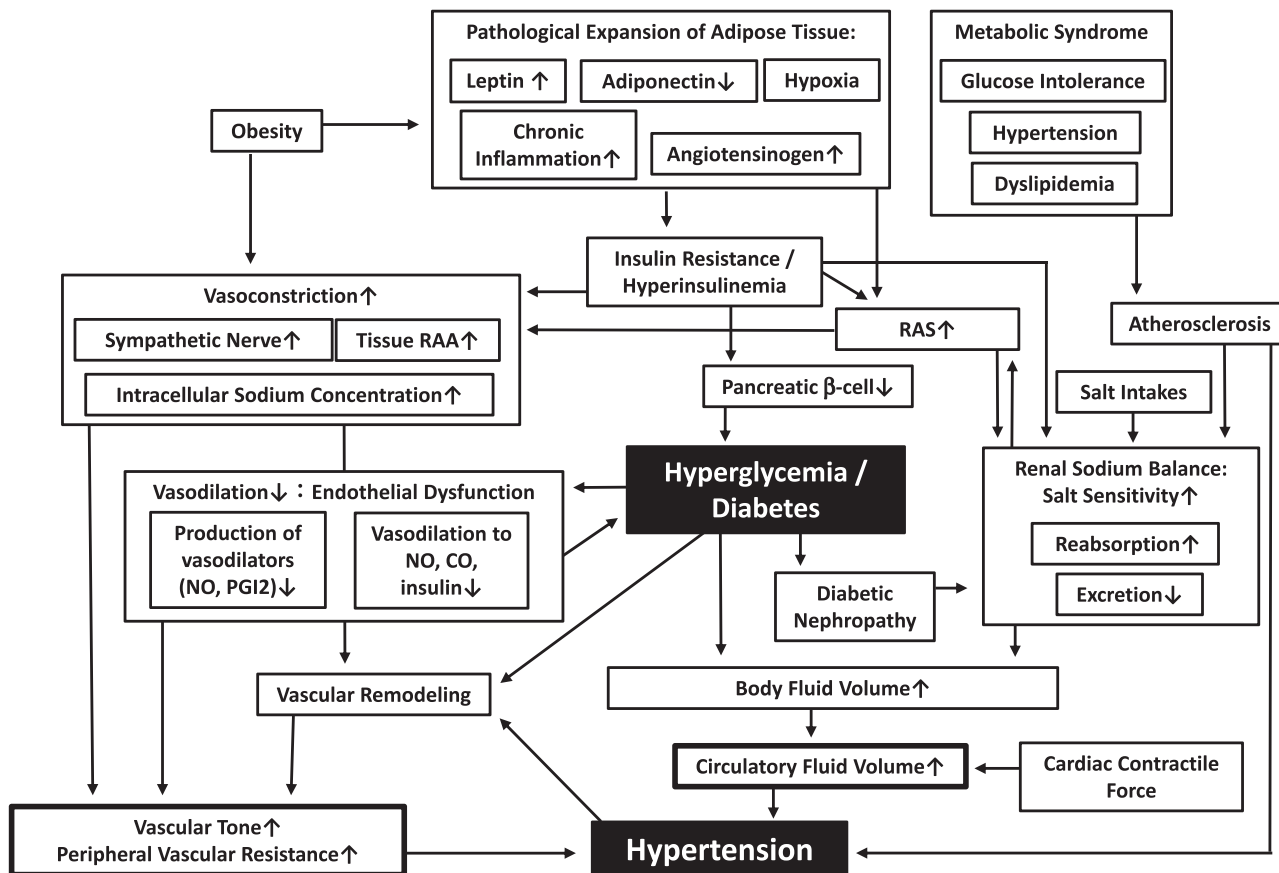 Pathological Expansion of Adipose Tissue:
Leptin ↑
Adiponectin↓
Hypoxia
Chronic
Inflammation↑
Angiotensinogen↑
Metabolic Syndrome
Glucose Intolerance
Hypertension
Dyslipidemia
Obesity
Insulin Resistance /
Hyperinsulinemia
Vasoconstriction↑
Sympathetic Nerve↑
Tissue RAA↑
Intracellular Sodium Concentration↑
RAS↑
Atherosclerosis
Pancreatic β-cell↓
Salt Intakes
Hyperglycemia /
Diabetes
Renal Sodium Balance:
Salt Sensitivity↑
Reabsorption↑
Excretion↓
Vasodilation↓：Endothelial Dysfunction
Production of
vasodilators
(NO, PGI2)↓
Vasodilation to
NO, CO,
insulin↓
Diabetic
Nephropathy
Vascular Remodeling
Body Fluid Volume↑
Circulatory Fluid Volume↑
Cardiac Contractile
Force
Vascular Tone↑
Peripheral Vascular Resistance↑
Hypertension